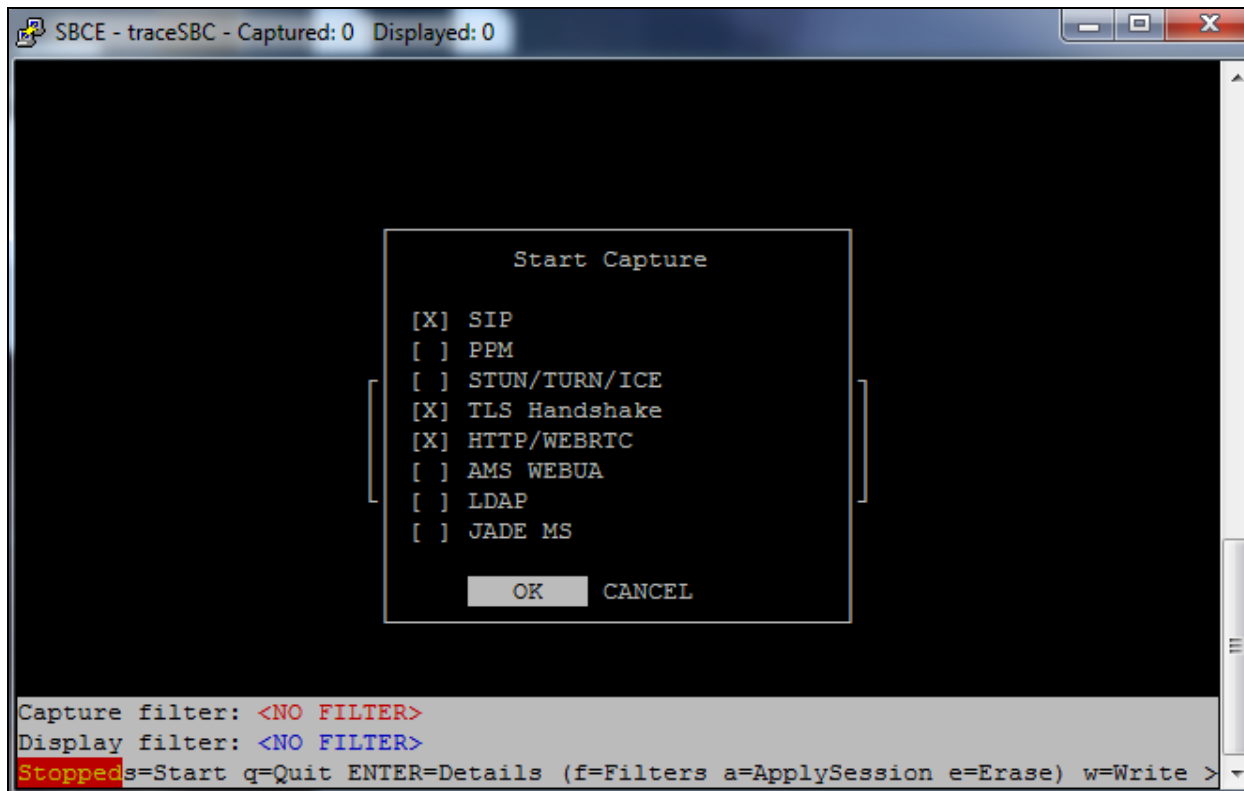 SBCE - traceSBC - Captured: 0 Displayed: 0
Start Capture
[X] SIP
[ ] PPM
[ ] STUN/TURN/ICE
[X] TLS Handshake
[X] HTTP/WEBRTC
[ ] AMS WEBUA
[ ] LDAP
[ ] JADE MS
OK CANCEL
Capture filter: <NO FILTER>
Display filter: <NO FILTER>
Stoppeds=Start q=Quit ENTER=Details (f=Filters a=ApplySession e=Erase) w=Write >